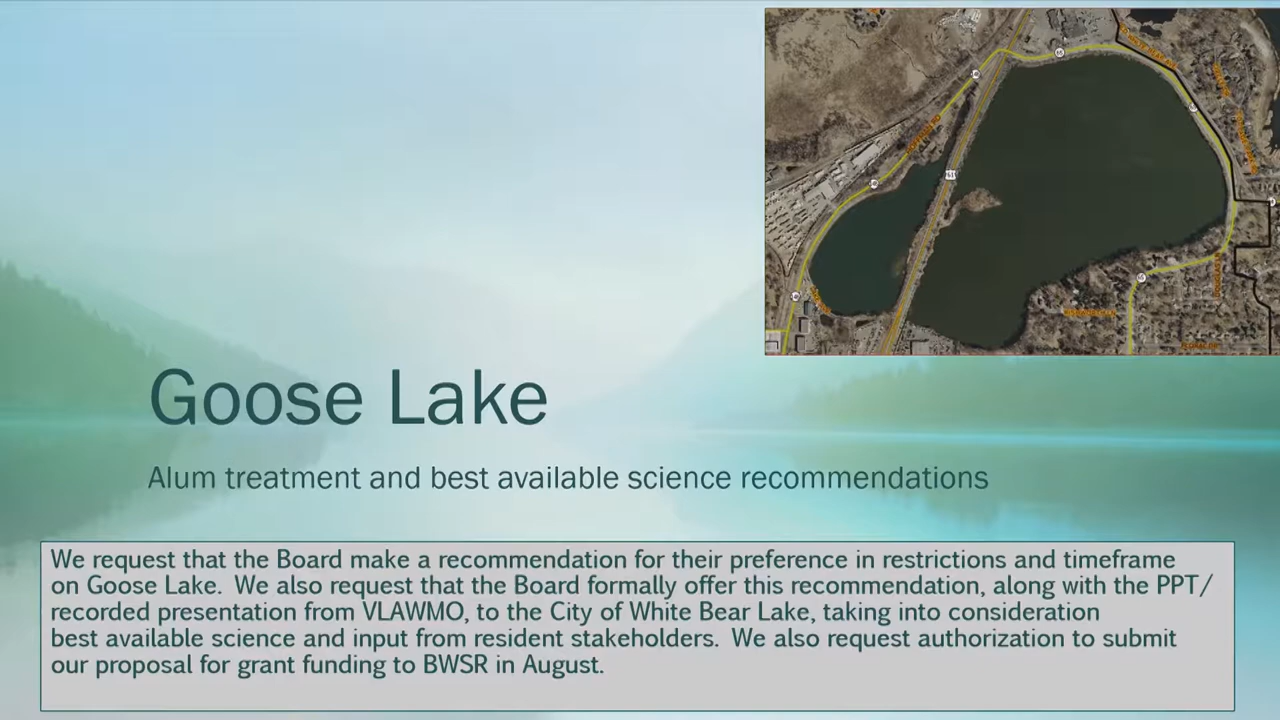 61
Goose Lake
Alum treatment and best available science recommendations
We request that the Board make a recommendation for their preference in restrictions and timeframe
on Goose Lake.  We also request that the Board formally offer this recommendation, along with the PPT/
recorded presentation from VLAWMO, to the City of White Bear Lake, taking into consideration
best available science and input from resident stakeholders.  We also request authorization to submit
our proposal for grant funding to BWSR in August.